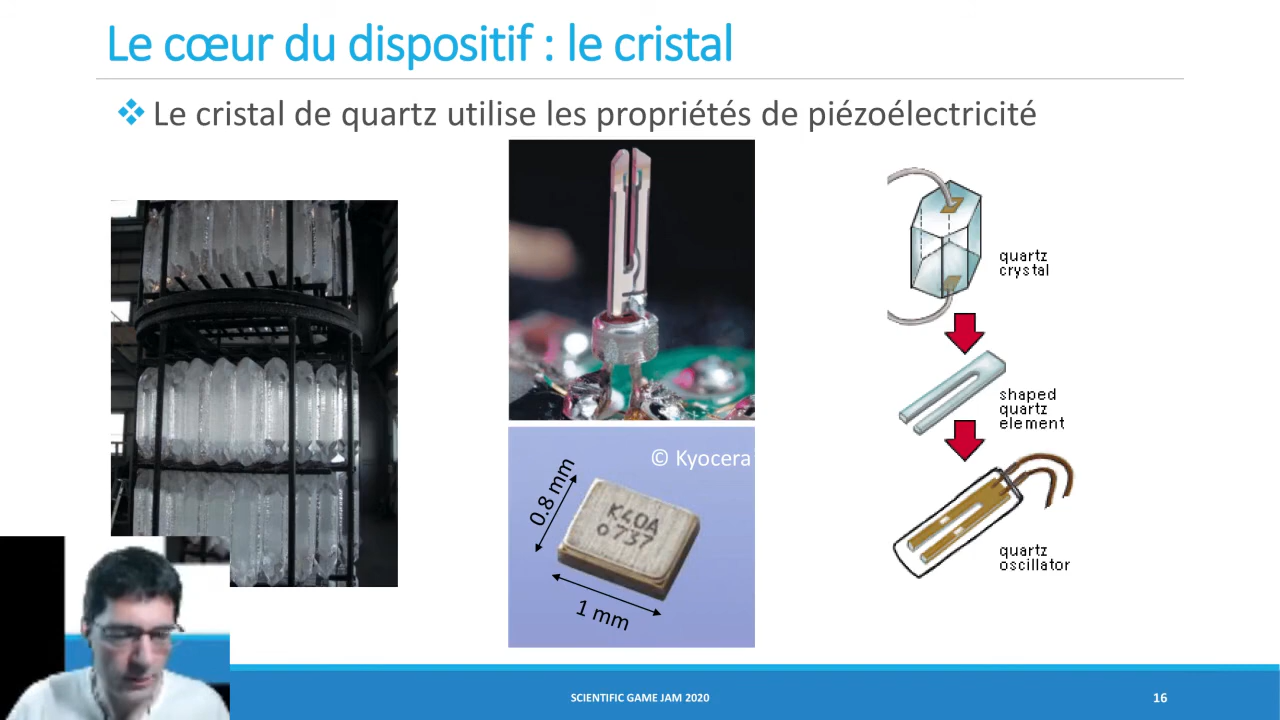 Le cœur du dispositif : le cristal
❖ Le cristal de quartz utilise les propriétés de piézoélectricité
quartz
crystal
shaped
quartz
element
quartz
oscillator
© Kyocera
0.8 mm
K40A
o 737
1 mm
SCIENTIFIC GAME JAM 2020
16